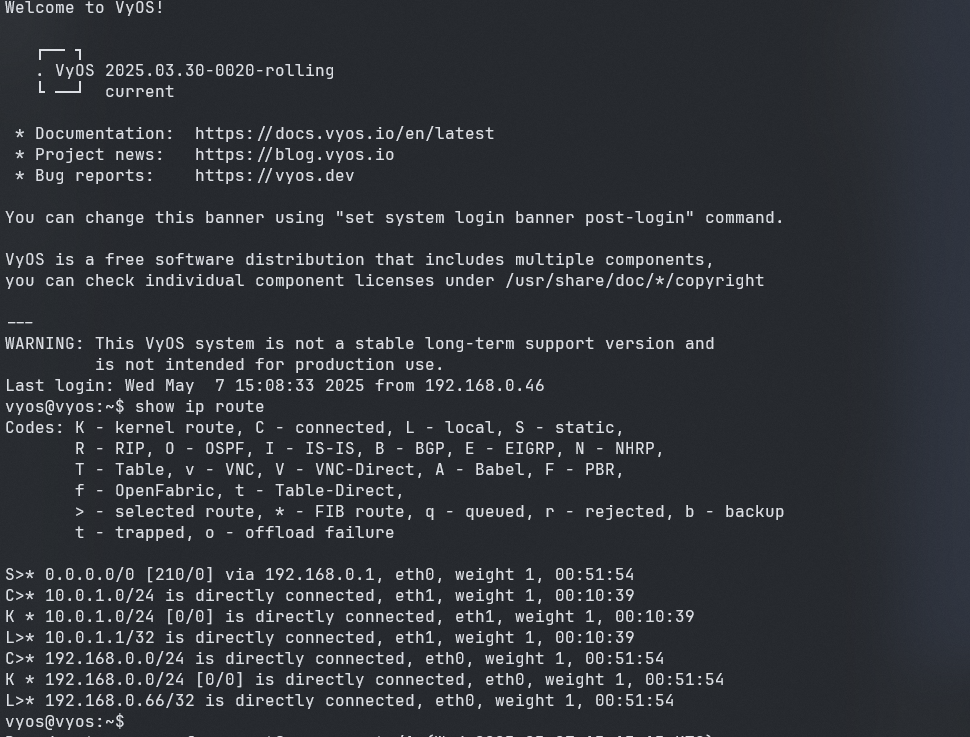 Welcome to VyOS!
. VyOS 2025.03.30-0020-rolling
current
* Documentation:  https://docs.vyos.io/en/latest
* Project news:   https://blog.vyos.io
* Bug reports:    https://vyos.dev
You can change this banner using "set system login banner post-login" command.
VyOS is a free software distribution that includes multiple components,
you can check individual component licenses under /usr/share/doc/*/copyright
---
WARNING: This VyOS system is not a stable long-term support version and
is not intended for production use.
Last login: Wed May  7 15:08:33 2025 from 192.168.0.46
vyos@vyos:~$ show ip route
Codes: K - kernel route, C - connected, L - local, S - static,
R - RIP, O - OSPF, I - IS-IS, B - BGP, E - EIGRP, N - NHRP,
T - Table, v - VNC, V - VNC-Direct, A - Babel, F - PBR,
f - OpenFabric, t - Table-Direct,
> - selected route, * - FIB route, q - queued, r - rejected, b - backup
t - trapped, o - offload failure
S>* 0.0.0.0/0 [210/0] via 192.168.0.1, eth0, weight 1, 00:51:54
C>* 10.0.1.0/24 is directly connected, eth1, weight 1, 00:10:39
K * 10.0.1.0/24 [0/0] is directly connected, eth1, weight 1, 00:10:39
L>* 10.0.1.1/32 is directly connected, eth1, weight 1, 00:10:39
C>* 192.168.0.0/24 is directly connected, eth0, weight 1, 00:51:54
K * 192.168.0.0/24 [0/0] is directly connected, eth0, weight 1, 00:51:54
L>* 192.168.0.66/32 is directly connected, eth0, weight 1, 00:51:54
vyos@vyos:~$